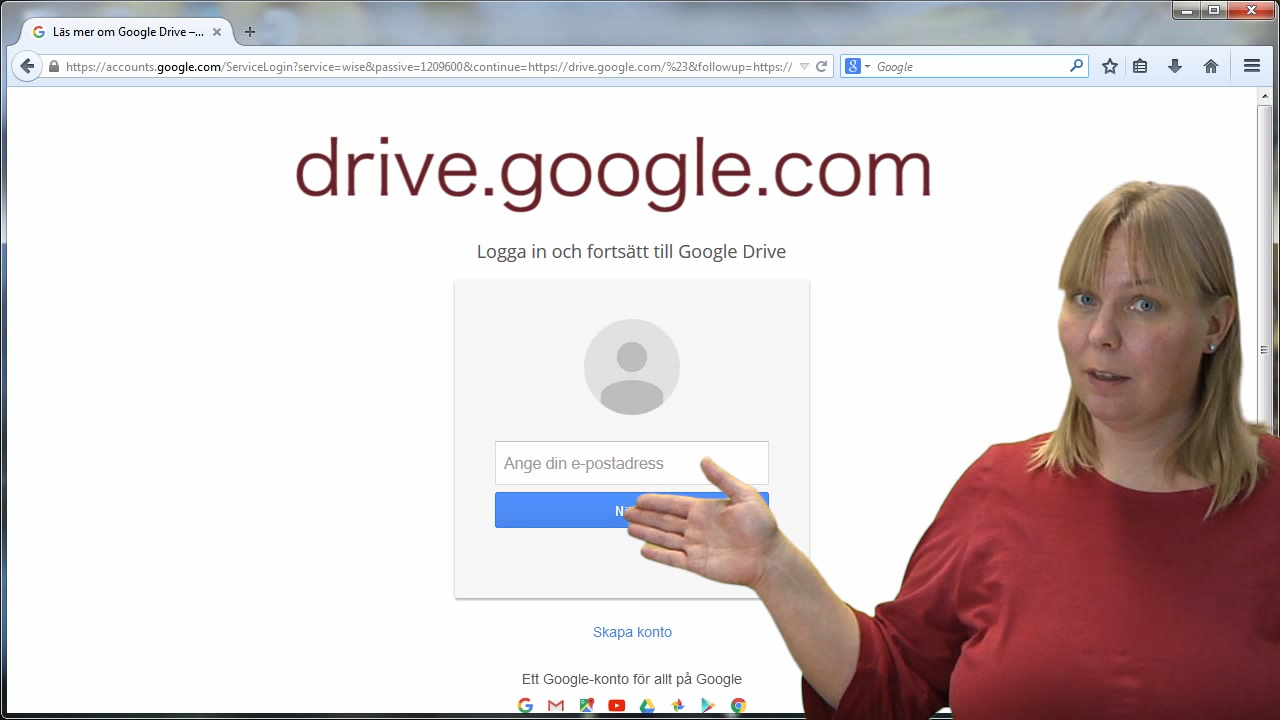 Läs mer om Google Drive –...
https://accounts.google.com/ServiceLogin?service=wise&passive=1209600&continue=https://drive.google.com/%23&followup=https://
Google
drive.google.com
Logga in och fortsätt till Google Drive
Ange din e-postadress
Skapa konto
Ett Google-konto för allt på Google